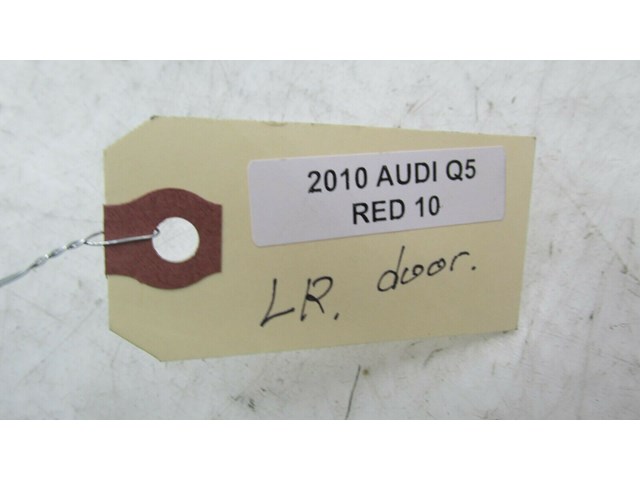 2010 AUDI Q5
RED 10
LR. door.